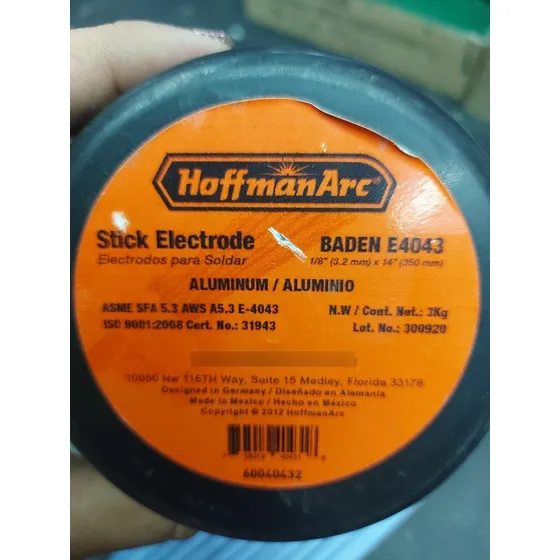 HoffmanArc®
Stick Electrode
BADEN E4043
Electrodos para Soldar
1/8" (3.2 mm) x 14" (350 mm)
ALUMINUM / ALUMINIO
ASME SFA 5.3 AWS A5.3 E-4043
N.W / Cont. Net.: 3Kg
ISO 9001:2068 Cert. No.: 31943
Lot. No.: 300920
10060 Nw 116TH Way, Suite 15 Medley, Florida 33178
Designed in Germany / Diseñado en Alemania
Made in Mexico / Hecho en México
Copyright © 2012 HoffmanArc
60040432